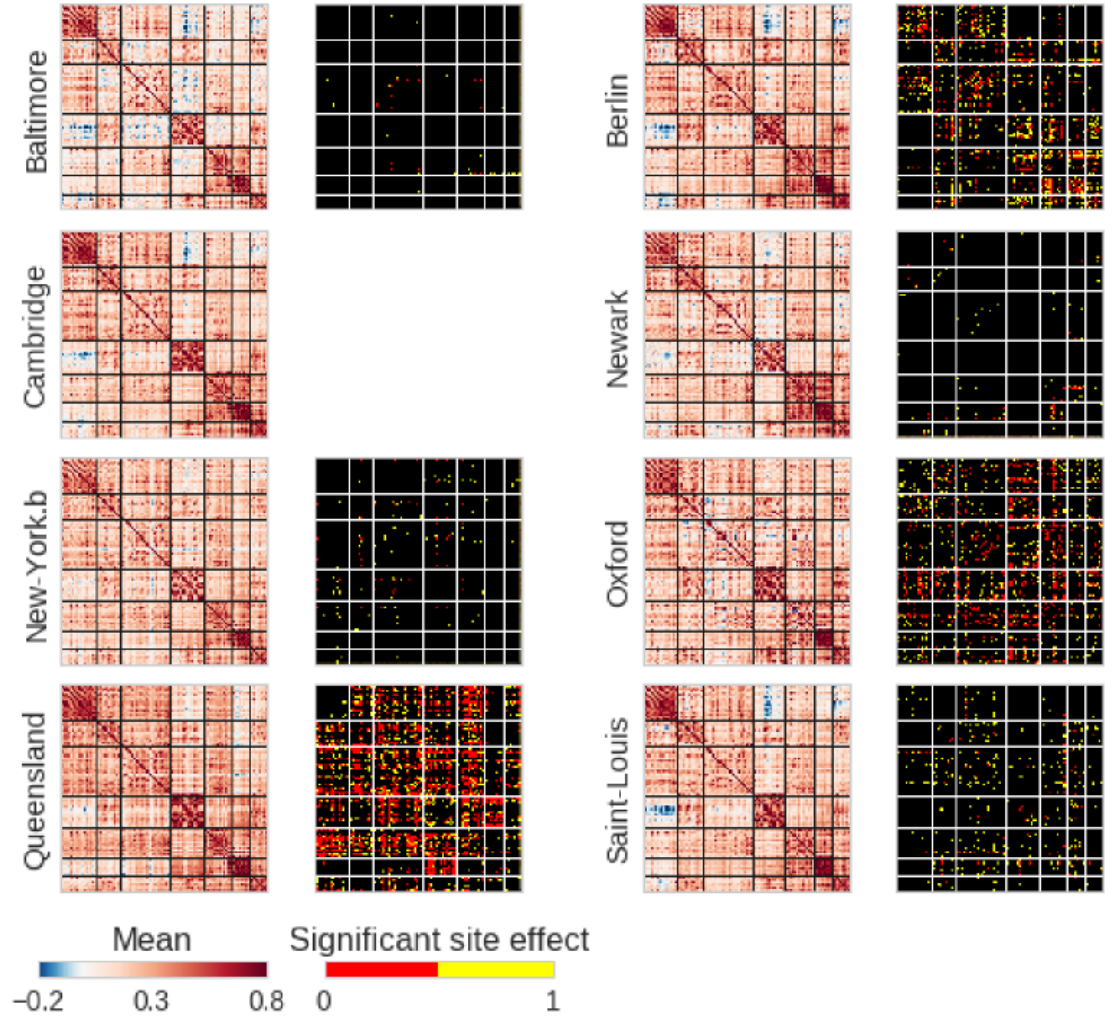 Baltimore
Berlin
Cambridge
Newark
New-York.b
Oxford
Queensland
Saint-Louis
Mean
Significant site effect
−0.2 0.3 0.8
0 1